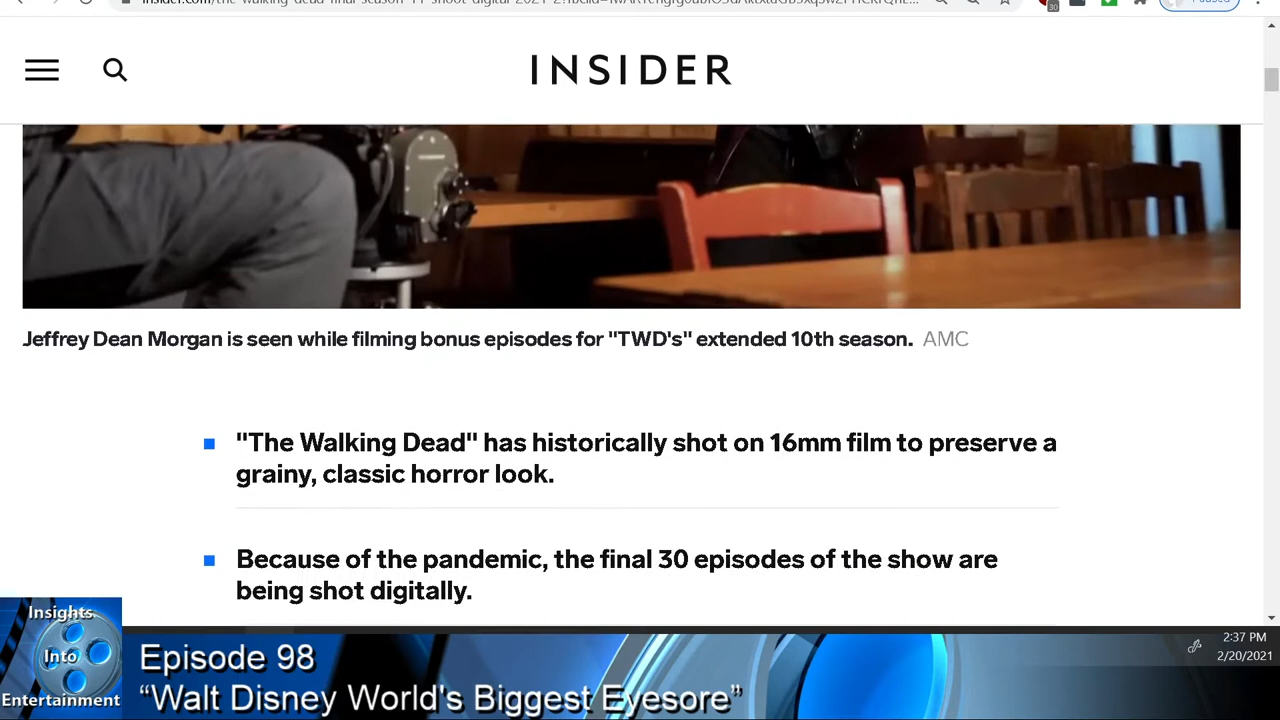 INSIDER
Jeffrey Dean Morgan is seen while filming bonus episodes for "TWD's" extended 10th season. AMC
"The Walking Dead" has historically shot on 16mm film to preserve a
grainy, classic horror look.
Because of the pandemic, the final 30 episodes of the show are
being shot digitally.
Insights
Into
Entertainment
Episode 98
“Walt Disney World's Biggest Eyesore”
2:37 PM
2/20/2021
30